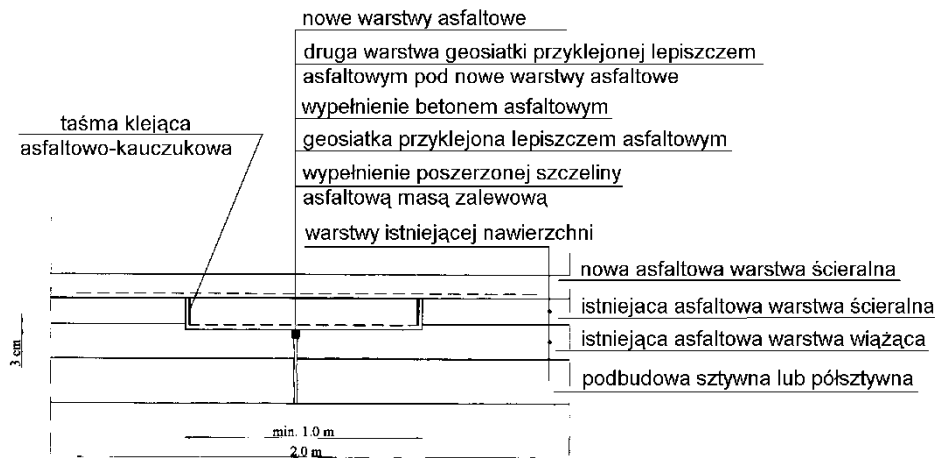 nowe warstwy asfaltowe
druga warstwa geosiatki przyklejonej lepiszczem
asfaltowym pod nowe warstwy asfaltowe
wypełnienie betonem asfaltowym
taśma klejąca
asfaltowo-kauczukowa
geosiatka przyklejona lepiszczem asfaltowym
wypełnienie poszerzonej szczeliny
asfaltową masą zalewową
warstwy istniejącej nawierzchni
nowa asfaltowa warstwa ścieralna
istniejaca asfaltowa warstwa ścieralna
istniejąca asfaltowa warstwa wiążąca
podbudowa sztywna lub półsztywna
3 cm
min. 1.0 m
2.0 m